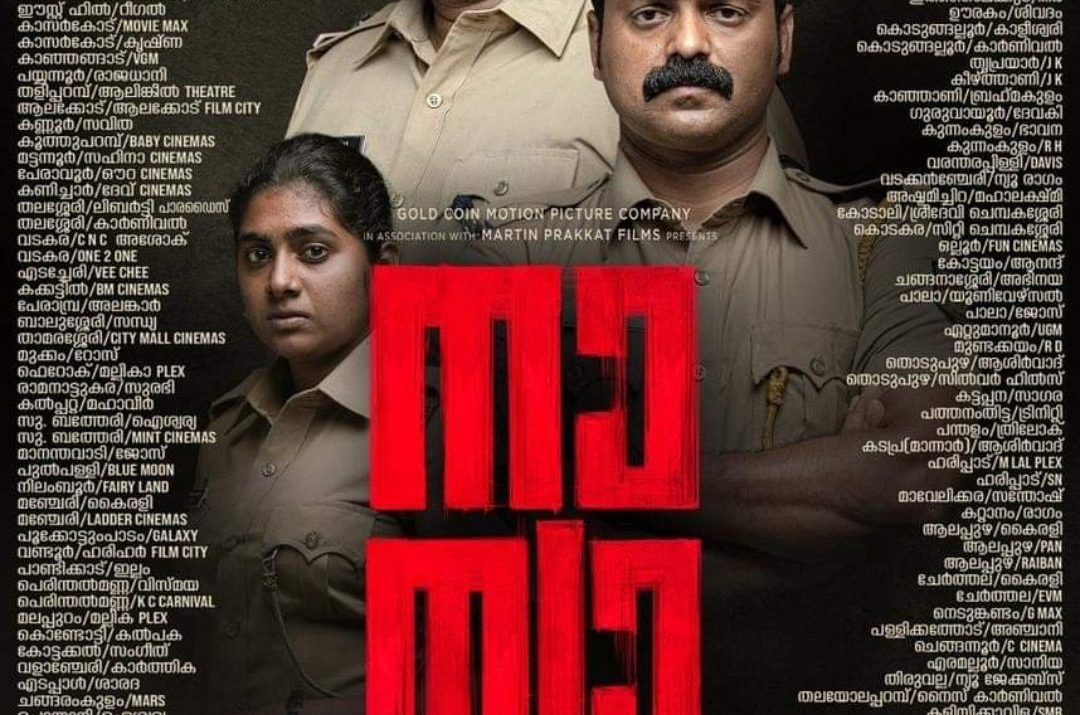 ഈസ്റ്റ് ഹിൽ/റീഗൽ
കാസർകോട്/MOVIE MAX
കാസർകോട്/കൃഷ്ണ
കാഞ്ഞങ്ങാട്/VGM
പയ്യന്നൂർ/രാജധാനി
തളിപ്പറമ്പ്/ആലിങ്കീൽ THEATRE
ആലക്കോട്/ആലക്കോട് FILM CITY
കണ്ണൂർ/സവിത
കൂത്തുപറമ്പ്/BABY CINEMAS
മട്ടന്നൂർ/സഹിനാ CINEMAS
പേരാവൂർ/ഔറ CINEMAS
കണിച്ചാർ/ദേവ് CINEMAS
തലശ്ശേരി/ലിബർട്ടി പാരഡൈസ്
തലശ്ശേരി/കാർണിവൽ
വടകര/C N C അശോക്
വടകര/ONE 2 ONE
എടച്ചേരി/VEE CHEE
കക്കട്ടിൽ/BM CINEMAS
പേരാമ്പ്ര/അലങ്കാർ
ബാലുശ്ശേരി/സന്ധ്യ
താമരശ്ശേരി/CITY MALL CINEMAS
മുക്കം/റോസ്
ഫെറോക്/മല്ലികാ PLEX
രാമനാട്ടുകര/സുരഭി
കൽപ്പറ്റ/മഹാവീർ
സു. ബത്തേരി/ഐശ്വര്യ
സു. ബത്തേരി/MINT CINEMAS
മാനന്തവാടി/ജോസ്
പുൽപള്ളി/BLUE MOON
നിലംബൂർ/FAIRY LAND
മഞ്ചേരി/കൈരളി
മഞ്ചേരി/LADDER CINEMAS
പൂക്കോട്ടുംപാടം/GALAXY
വണ്ടൂർ/ഹരിഹർ FILM CITY
പാണ്ടിക്കാട്/ഇല്ലം
പെരിന്തൽമണ്ണ/വിസ്മയ
പെരിന്തൽമണ്ണ/K C CARNIVAL
മലപ്പുറം/മല്ലിക PLEX
കൊണ്ടോട്ടി/കൽപക
കോട്ടക്കൽ/സംഗീത്
വളാഞ്ചേരി/കാർത്തിക
എടപ്പാൾ/ശാരദ
ചങ്ങരംകുളം/MARS
GOLD COIN MOTION PICTURE COMPANY
IN ASSOCIATION WITH MARTIN PRAKKAT FILMS PRESENTS
നാ
യാ
ഊരകം/ശിവദം
കൊടുങ്ങല്ലൂർ/കാളീശ്വരി
കൊടുങ്ങല്ലൂർ/കാർണിവൽ
തൃപ്രയാർ/J K
കിഴ്ത്താണി/J K
കാഞ്ഞാണി/ബ്രഹ്മകുളം
ഗുരുവായൂർ/ദേവകി
കുന്നംകുളം/ഭാവന
കുന്നംകുളം/R H
വരന്തരപ്പിള്ളി/DAVIS
വടക്കൻഞ്ചേരി/ന്യൂ രാഗം
അഷ്ടമിച്ചിറ/മഹാലക്ഷ്മി
കോടാലി/ശ്രീദേവി ചെമ്പകശ്ശേരി
കൊടകര/സിറ്റി ചെമ്പകശ്ശേരി
ഒല്ലൂർ/FUN CINEMAS
കോട്ടയം/ആനന്ദ്
ചങ്ങനാശ്ശേരി/അഭിനയ
പാലാ/യൂണിവേഴ്സൽ
പാലാ/ജോസ്
ഏറ്റുമാനൂർ/UGM
മുണ്ടക്കയം/R D
തൊടുപുഴ/ആശിർവാദ്
തൊടുപുഴ/സിൽവർ ഹിൽസ്
കട്ടപ്പന/സാഗര
പത്തനംതിട്ട/ട്രിനിറ്റി
പന്തളം/ത്രിലോക്
കടപ്ര(മാന്നാർ)/ആശിർവാദ്
ഹരിപ്പാട്/M LAL PLEX
ഹരിപ്പാട്/SN
മാവേലിക്കര/സന്തോഷ്
കറ്റാനം/രാഗം
ആലപ്പുഴ/കൈരളി
ആലപ്പുഴ/PAN
ആലപ്പുഴ/RAIBAN
ചേർത്തല/കൈരളി
ചേർത്തല/EVM
നെടുങ്കണ്ടം/G MAX
പള്ളിക്കത്തോട്/അഞ്ചാനി
ചെങ്ങന്നൂർ/C CINEMA
എരമല്ലൂർ/സാനിയ
തിരുവല്ല/ന്യൂ ജേക്കബ്സ്
തലയോലപ്പറമ്പ്/നൈസ് കാർണിവൽ
കളിയിക്കാവിള/SMB